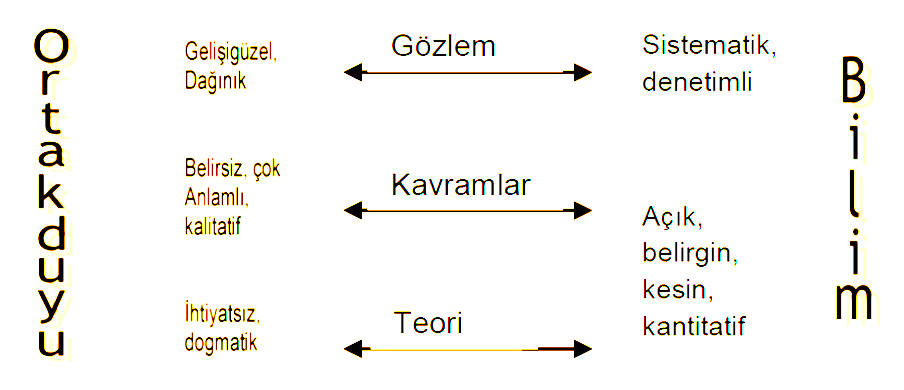 Ortakduyu
Gelişigüzel,
Dağınık
Gözlem
Sistematik,
denetimli
Belirsiz, çok
Anlamlı,
kalitatif
Kavramlar
Açık,
belirgin,
kesin,
kantitatif
İhtiyatsız,
dogmatik
Teori
Bilim